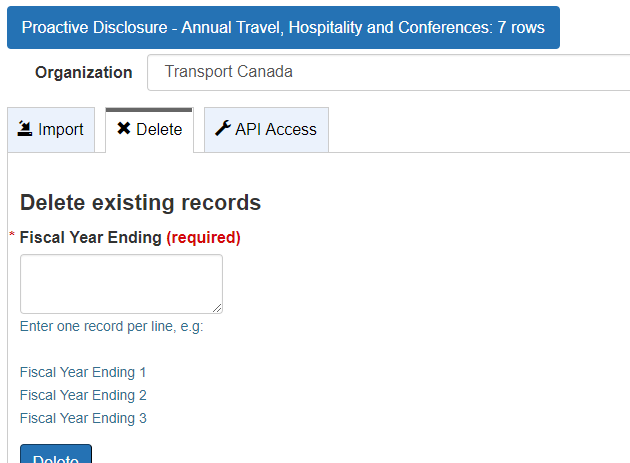 Proactive Disclosure - Annual Travel, Hospitality and Conferences: 7 rows
Organization Transport Canada
Import Delete API Access
Delete existing records
* Fiscal Year Ending (required)
Enter one record per line, e.g:
Fiscal Year Ending 1
Fiscal Year Ending 2
Fiscal Year Ending 3
Delete